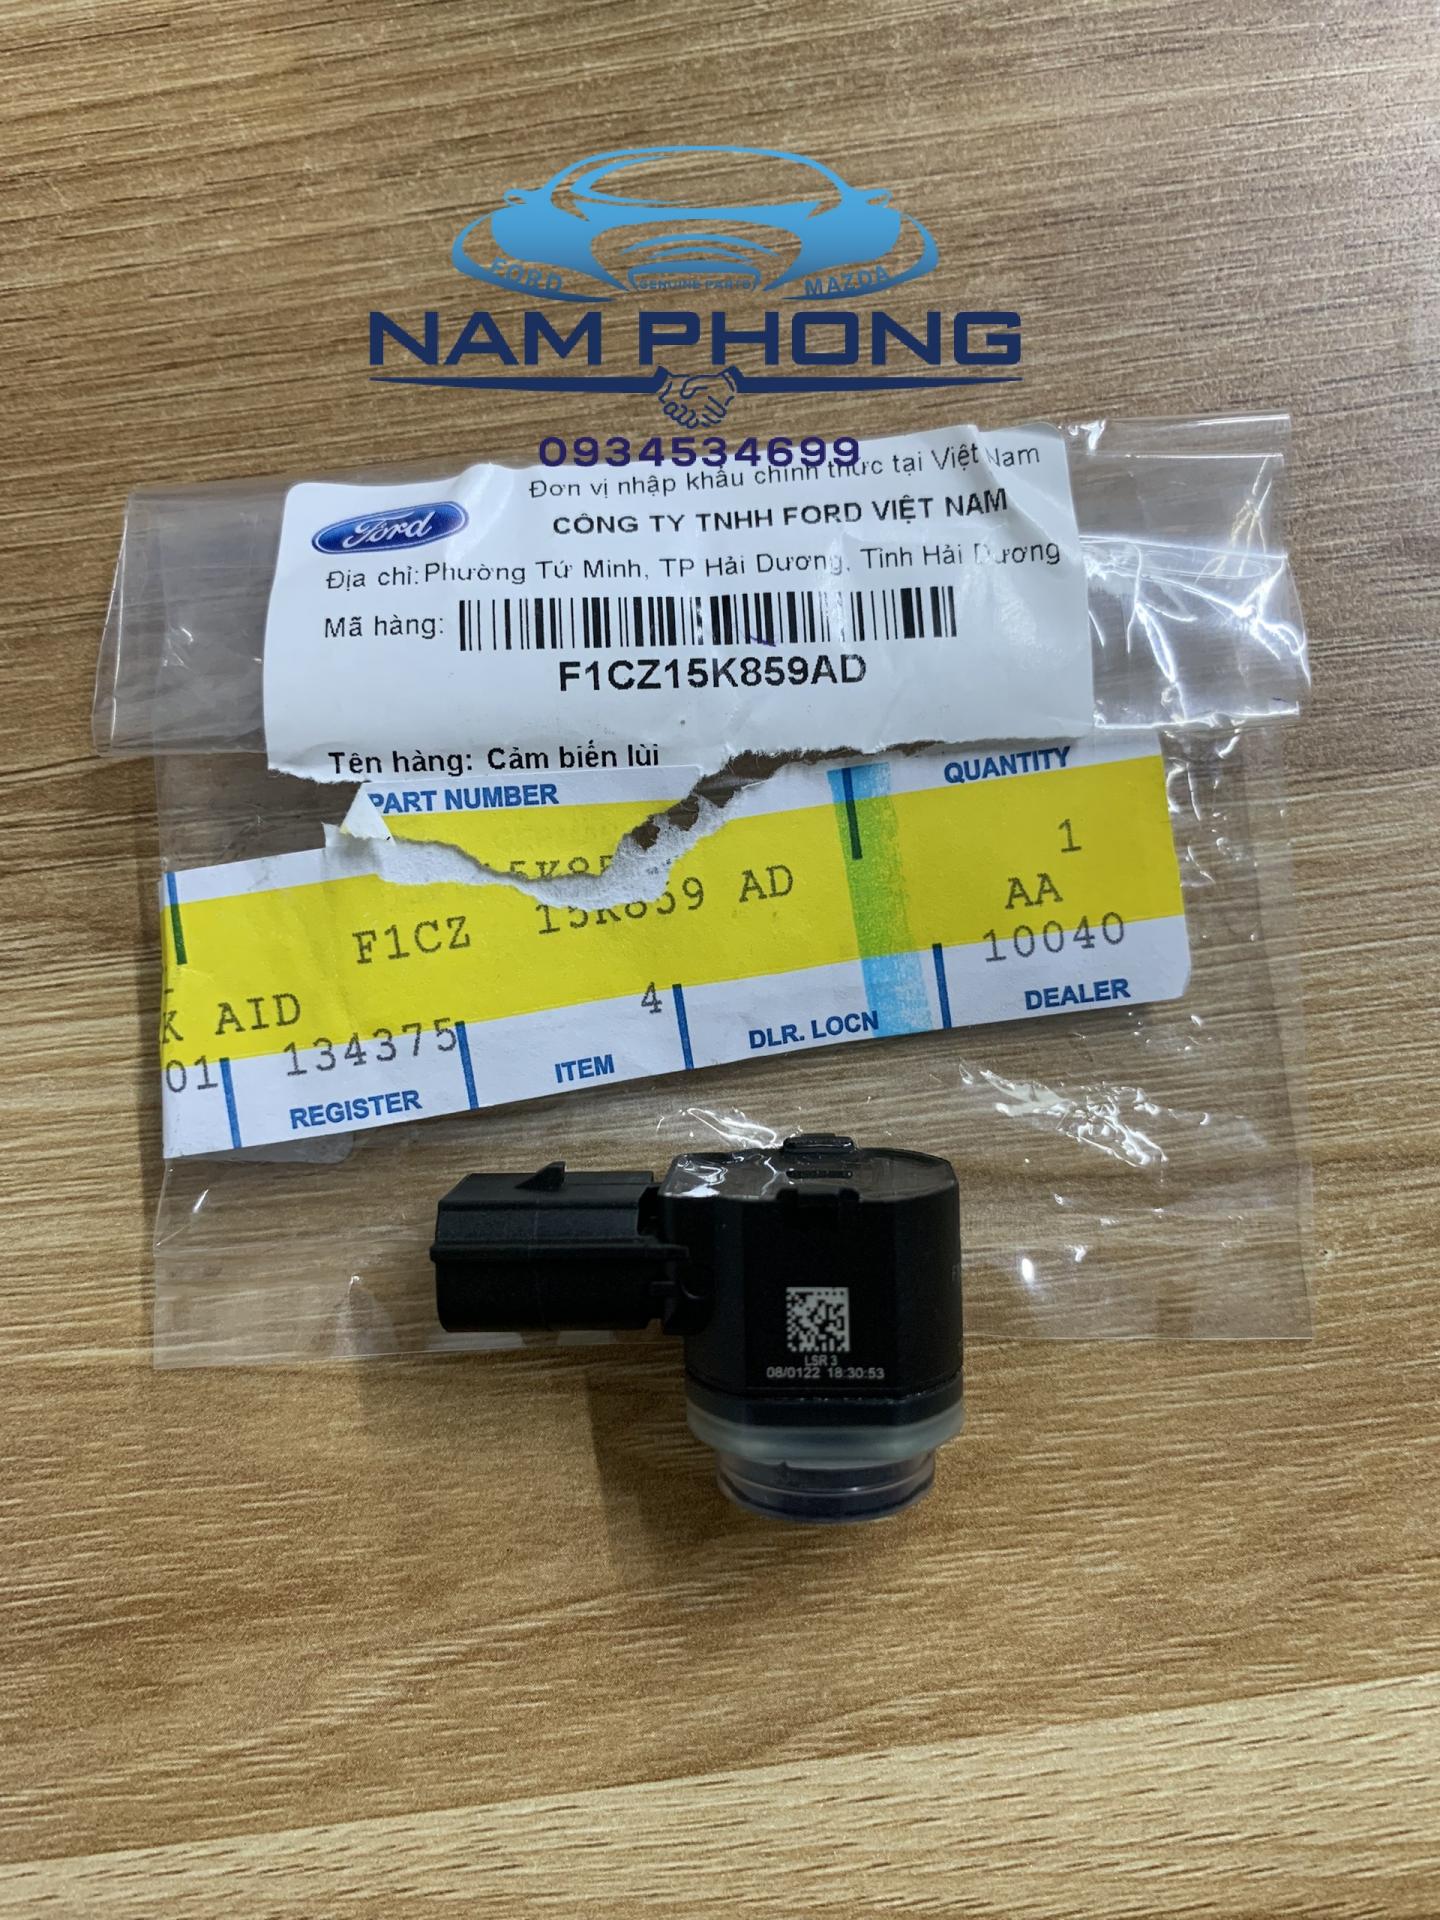 FORD
GENUINE PARTS
MAZDA
NAM PHONG
0934534699
Đơn vị nhập khẩu chính thức tại Việt Nam
Ford
CÔNG TY TNHH FORD VIỆT NAM
Địa chỉ: Phường Tứ Minh, TP Hải Dương, Tỉnh Hải Dương
Mã hàng:
F1CZ15K859AD
Tên hàng: Cảm biến lùi
PART NUMBER
QUANTITY
1
F1CZ 15K859 AD
AA
K AID
4
10040
01 134375
DEALER
DLR. LOCN
ITEM
REGISTER
LSR 3
08/0122 18:30:53